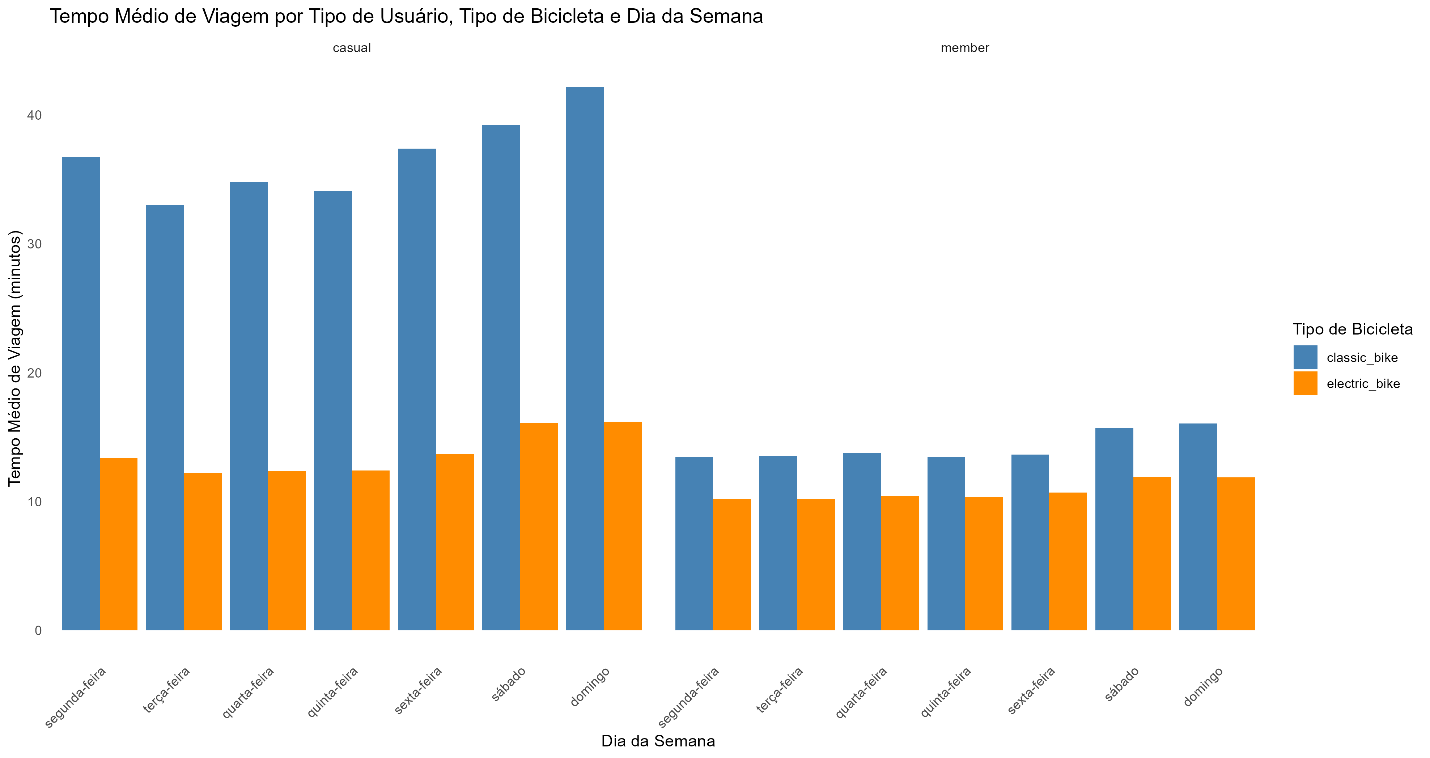 Tempo Médio de Viagem por Tipo de Usuário, Tipo de Bicicleta e Dia da Semana
casual
member
40
30
20
10
0
Tempo Médio de Viagem (minutos)
segunda-feira
terça-feira
quarta-feira
quinta-feira
sexta-feira
sábado
domingo
segunda-feira
terça-feira
quarta-feira
quinta-feira
sexta-feira
sábado
domingo
Dia da Semana
Tipo de Bicicleta
classic_bike
electric_bike